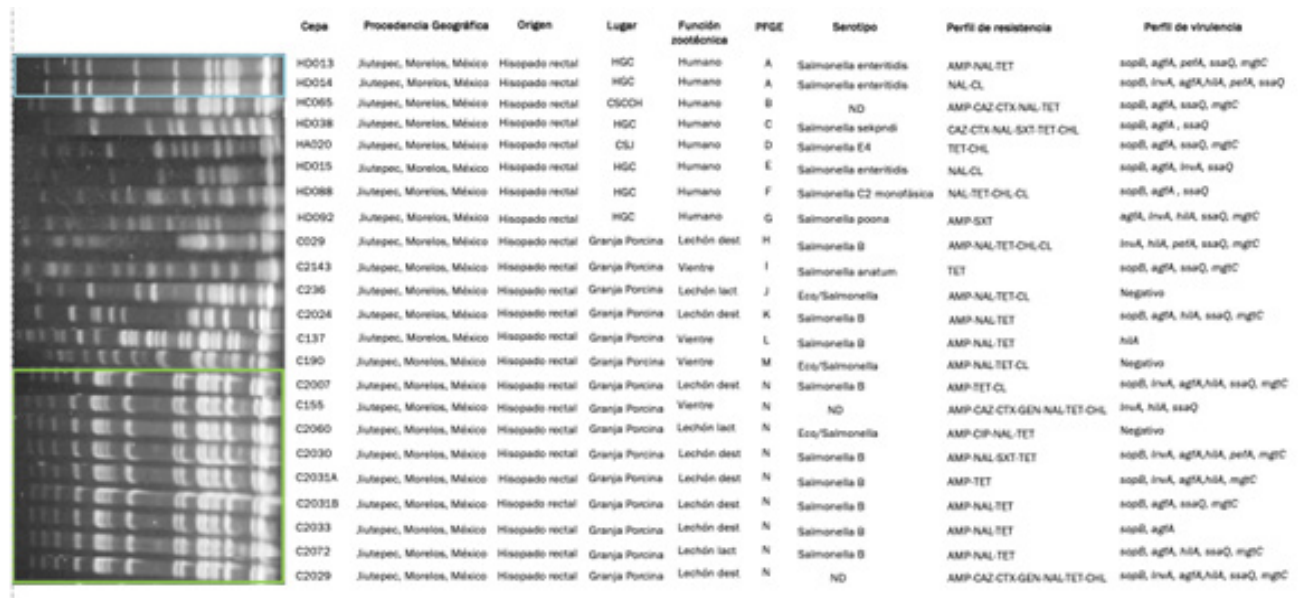 Cepa Procedencia Geográfica Origen Lugar Función zootécnica PFGE Serotipo Perfil de resistencia Perfil de virulencia
HD013 Jiutepec, Morelos, México Hisopado rectal HGC Humano A Salmonella enteritidis AMP-NAL-TET sopB, agfA, pefA, ssaQ, mgtC
HD014 Jiutepec, Morelos, México Hisopado rectal HGC Humano A Salmonella enteritidis NAL-CL sopB, InvA, agfA,hilA, pefA, ssaQ
HC065 Jiutepec, Morelos, México Hisopado rectal CSCOH Humano B ND AMP-CAZ-CTX-NAL-TET sopB, agfA, ssaQ, mgtC
HD038 Jiutepec, Morelos, México Hisopado rectal HGC Humano C Salmonella sekpndi CAZ-CTX-NAL-SXT-TET-CHL sopB, agfA , ssaQ
HA020 Jiutepec, Morelos, México Hisopado rectal CSJ Humano D Salmonella E4 TET-CHL sopB, agfA, ssaQ, mgtC
HD015 Jiutepec, Morelos, México Hisopado rectal HGC Humano E Salmonella enteritidis NAL-CL sopB, agfA, InvA, ssaQ
HD088 Jiutepec, Morelos, México Hisopado rectal HGC Humano F Salmonella C2 monofásica NAL-TET-CHL-CL sopB, agfA , ssaQ
HD092 Jiutepec, Morelos, México Hisopado rectal HGC Humano G Salmonella poona AMP-SXT agfA, InvA, hilA, ssaQ, mgtC
C029 Jiutepec, Morelos, México Hisopado rectal Granja Porcina Lechón dest H Salmonella B AMP-NAL-TET-CHL-CL InvA, hilA, pefA, ssaQ, mgtC
C2143 Jiutepec, Morelos, México Hisopado rectal Granja Porcina Vientre I Salmonella anatum TET sopB, agfA, ssaQ, mgtC
C236 Jiutepec, Morelos, México Hisopado rectal Granja Porcina Lechón lact J Eco/Salmonella AMP-NAL-TET-CL Negativo
C2024 Jiutepec, Morelos, México Hisopado rectal Granja Porcina Lechón dest K Salmonella B AMP-NAL-TET sopB, agfA, hilA, ssaQ, mgtC
C137 Jiutepec, Morelos, México Hisopado rectal Granja Porcina Vientre L Salmonella B AMP-NAL-TET hilA
C190 Jiutepec, Morelos, México Hisopado rectal Granja Porcina Vientre M Eco/Salmonella AMP-NAL-TET-CL Negativo
C2007 Jiutepec, Morelos, México Hisopado rectal Granja Porcina Lechón dest N Salmonella B AMP-TET-CL sopB, InvA, agfA,hilA, ssaQ, mgtC
C155 Jiutepec, Morelos, México Hisopado rectal Granja Porcina Vientre N ND AMP-CAZ-CTX-GEN-NAL-TET-CHL InvA, hilA, ssaQ
C2060 Jiutepec, Morelos, México Hisopado rectal Granja Porcina Lechón lact N Eco/Salmonella AMP-CIP-NAL-TET Negativo
C2030 Jiutepec, Morelos, México Hisopado rectal Granja Porcina Lechón dest N Salmonella B AMP-NAL-SXT-TET sopB, InvA, agfA,hilA, pefA, mgtC
C2031A Jiutepec, Morelos, México Hisopado rectal Granja Porcina Lechón dest N Salmonella B AMP-TET sopB, InvA, agfA,hilA, mgtC
C2031B Jiutepec, Morelos, México Hisopado rectal Granja Porcina Lechón dest N Salmonella B AMP-NAL-TET sopB, agfA, ssaQ, mgtC
C2033 Jiutepec, Morelos, México Hisopado rectal Granja Porcina Lechón dest N Salmonella B AMP-NAL-TET sopB, agfA
C2072 Jiutepec, Morelos, México Hisopado rectal Granja Porcina Lechón lact N Salmonella B AMP-NAL-TET sopB, agfA, hilA, ssaQ, mgtC
C2029 Jiutepec, Morelos, México Hisopado rectal Granja Porcina Lechón dest N ND AMP-CAZ-CTX-GEN-NAL-TET-CHL sopB, InvA, agfA,hilA, ssaQ, mgtC